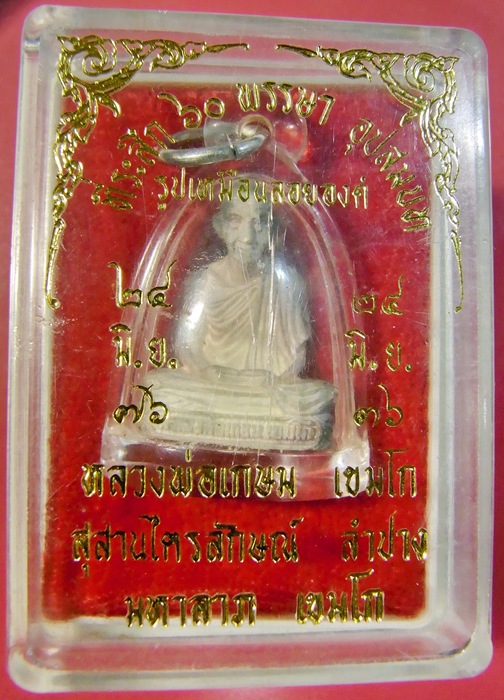 ที่ระลึก ๖๐ พรรษา อุปสมบท
รูปเหมือนลอยองค์
๒๔ ๒๔
มิ.ย. มิ.ย.
๓๖ ๓๖
หลวงพ่อเกษม เขมโก
สุสานไตรลักษณ์ ลำปาง
มหาลาภ เขมโก